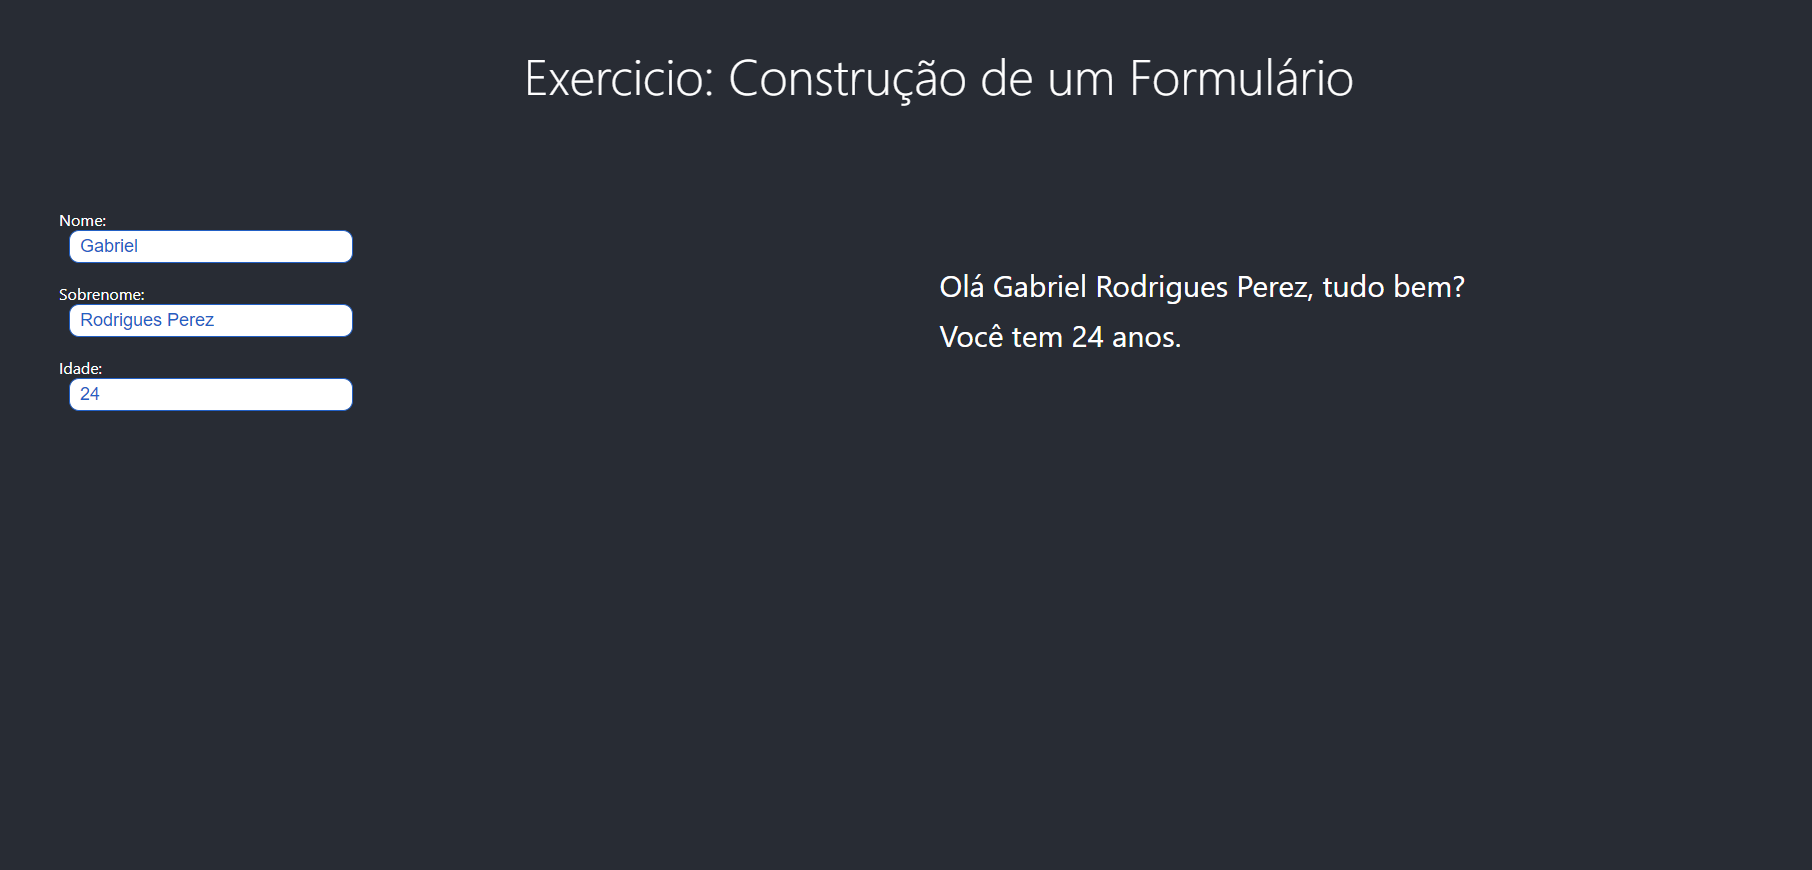 Exercicio: Construção de um Formulário
Nome:
Gabriel
Sobrenome:
Rodrigues Perez
Idade:
24
Olá Gabriel Rodrigues Perez, tudo bem?
Você tem 24 anos.